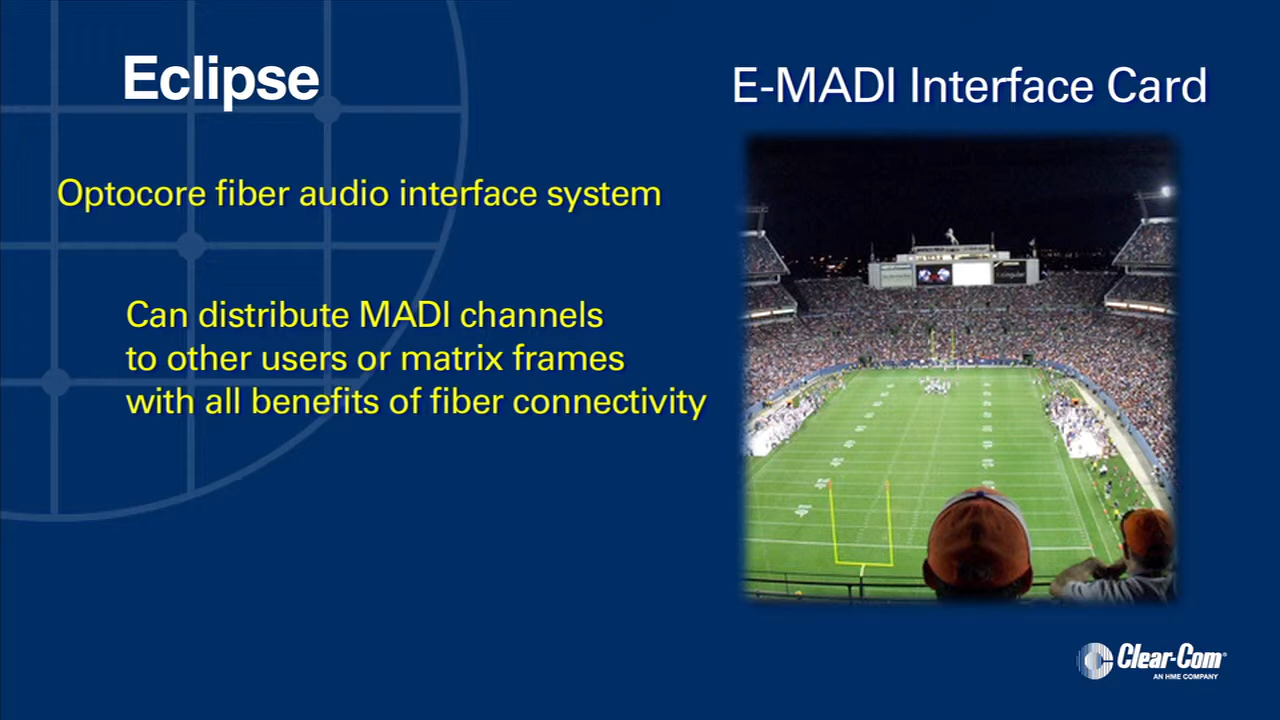 Eclipse
E-MADI Interface Card
Optocore fiber audio interface system
Can distribute MADI channels
to other users or matrix frames
with all benefits of fiber connectivity
Clear-Com®
AN HME COMPANY